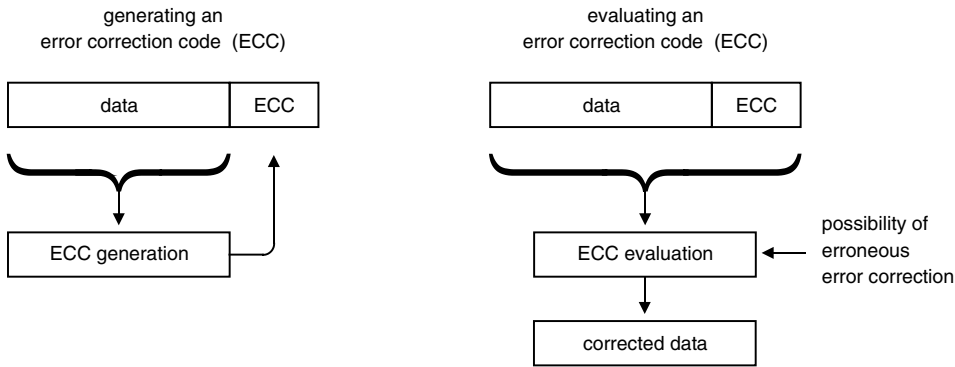 generating an
error correction code (ECC)
data
ECC
ECC generation
evaluating an
error correction code (ECC)
data
ECC
ECC evaluation
possibility of
erroneous
error correction
corrected data